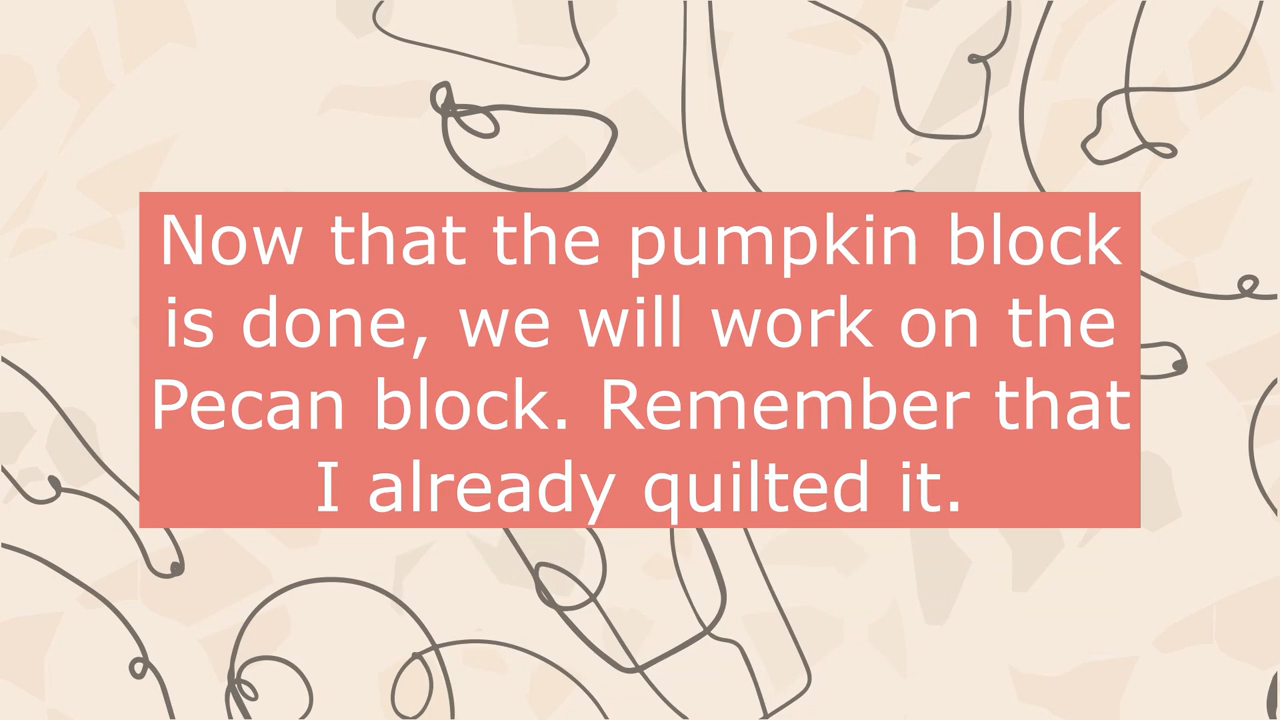 Now that the pumpkin block
is done, we will work on the
Pecan block. Remember that
I already quilted it.